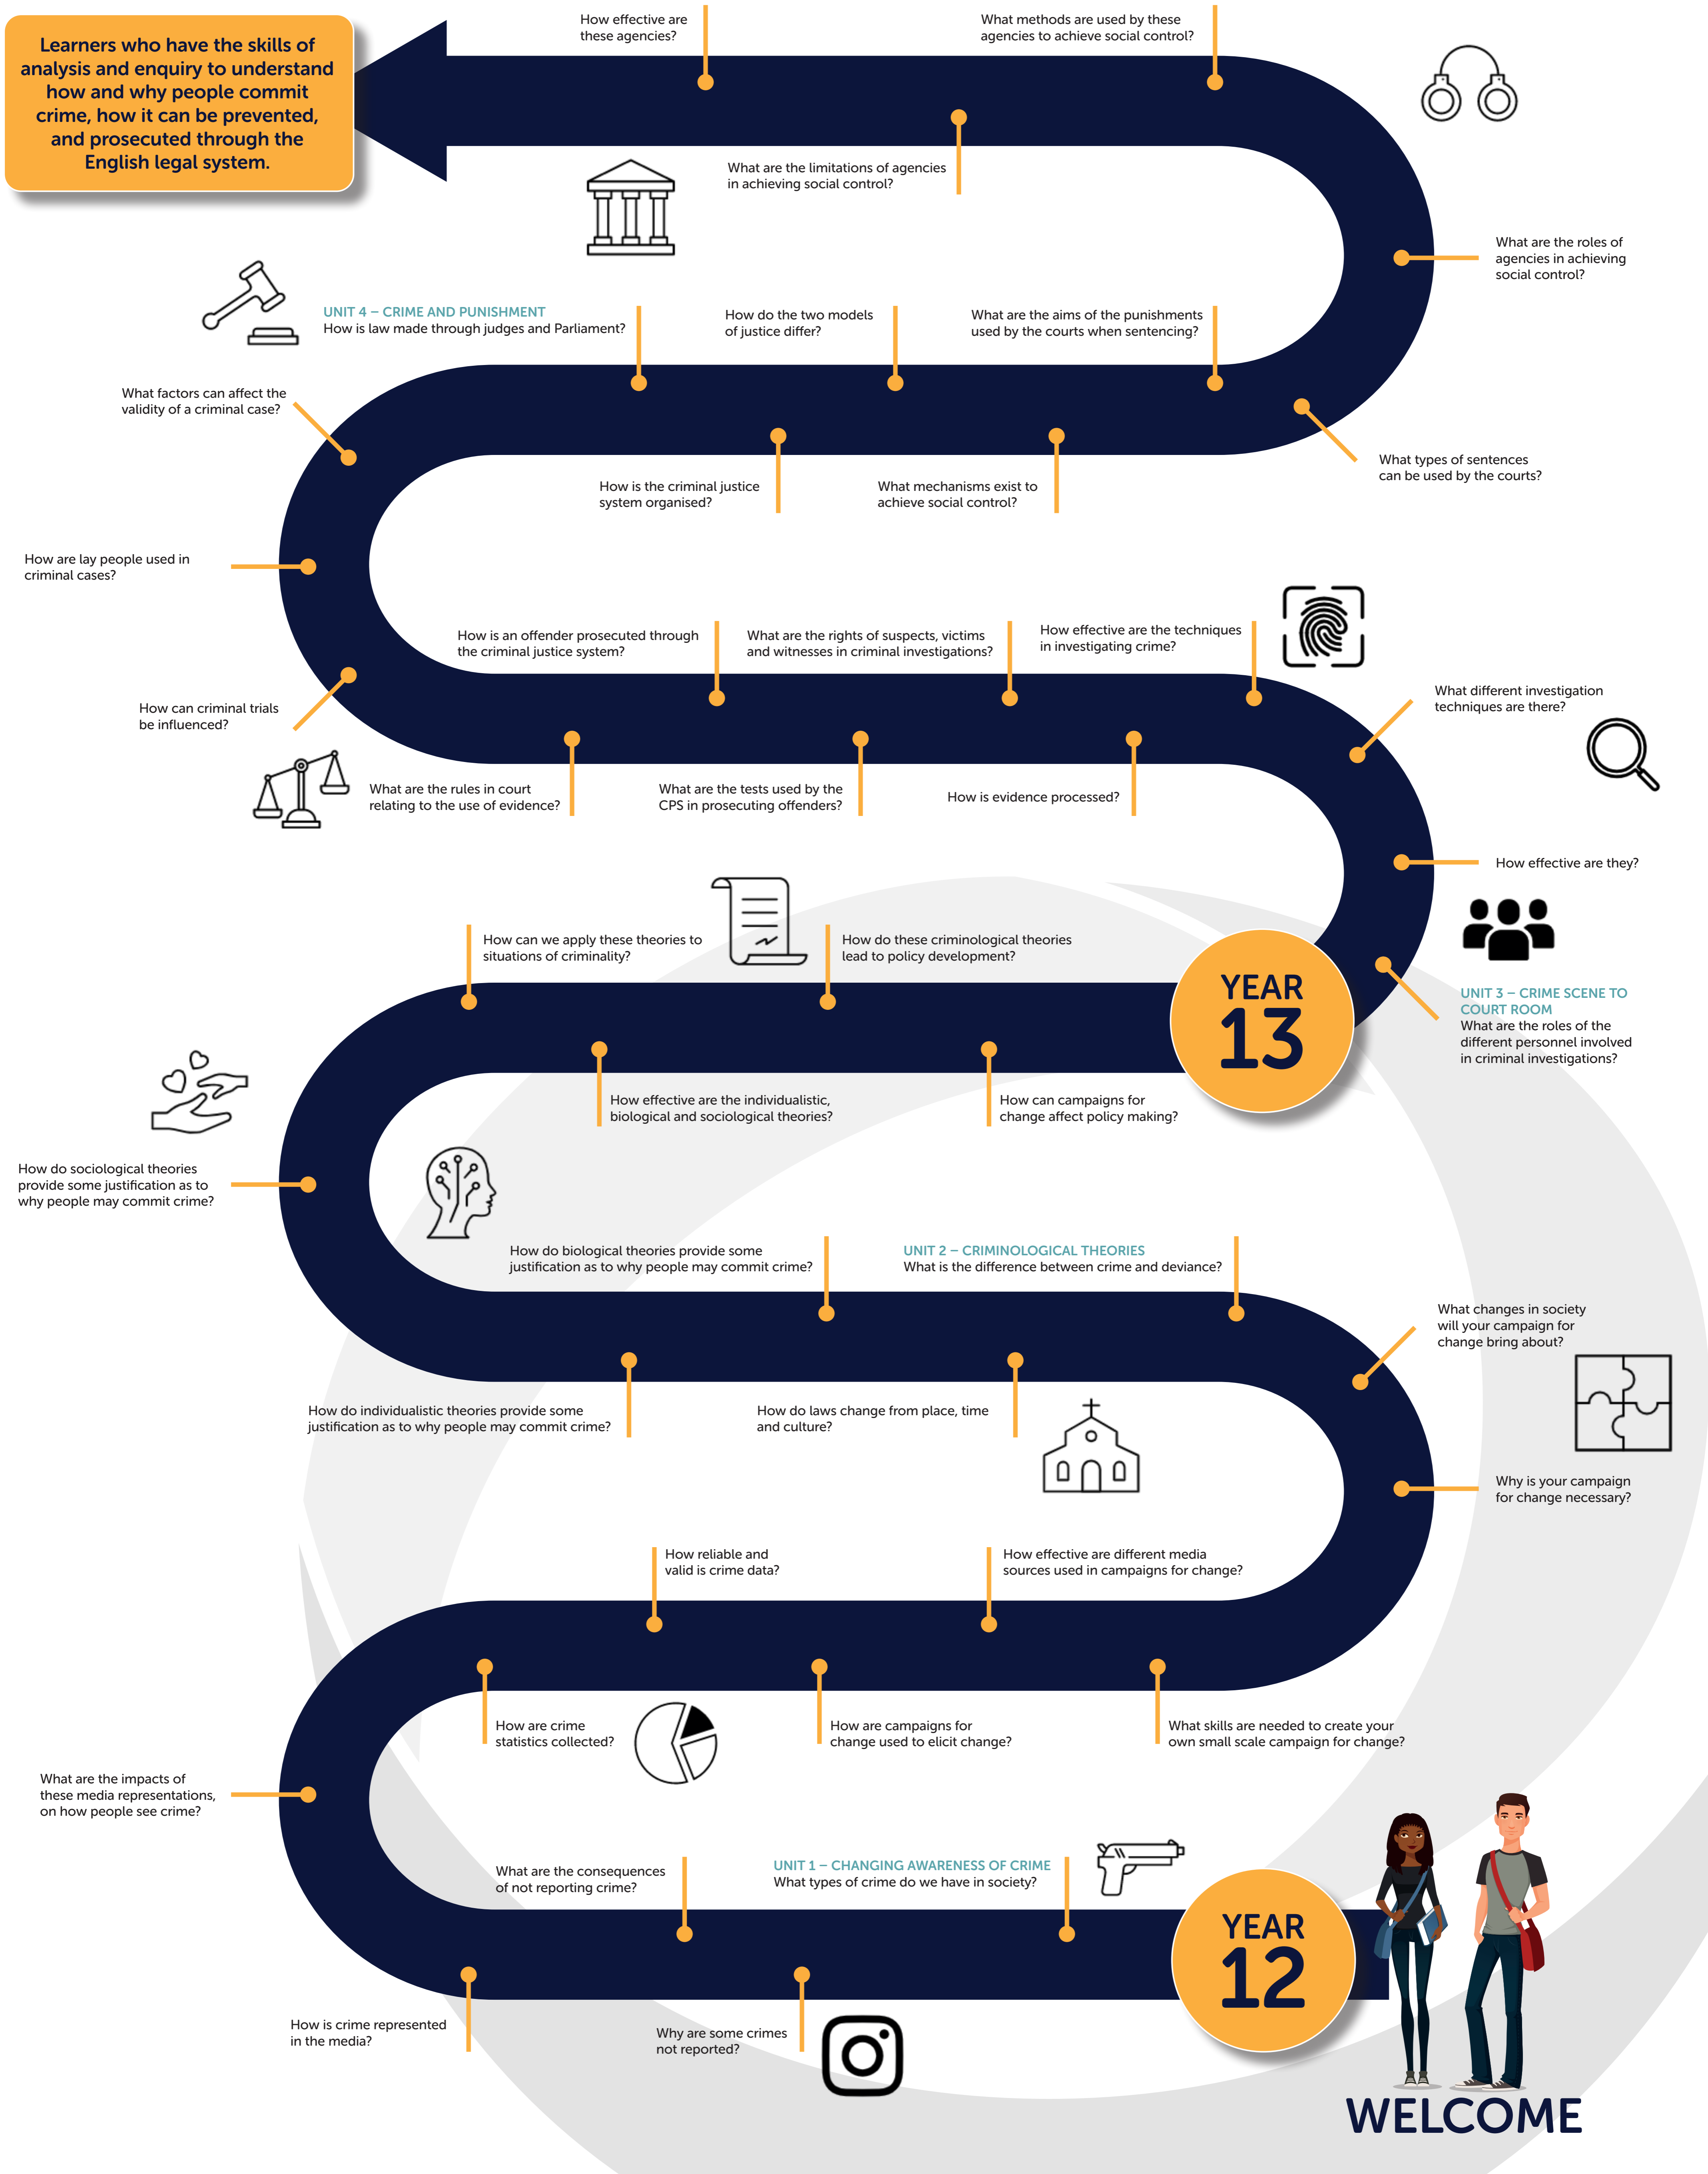 How effective are
these agencies?
What methods are used by these
agencies to achieve social control?
Learners who have the skills of
analysis and enquiry to understand
how and why people commit
crime, how it can be prevented,
and prosecuted through the
English legal system.
What are the limitations of agencies
in achieving social control?
What are the roles of
agencies in achieving
social control?
UNIT 4 – CRIME AND PUNISHMENT
How is law made through judges and Parliament?
How do the two models
of justice differ?
What are the aims of the punishments
used by the courts when sentencing?
What factors can affect the
validity of a criminal case?
What types of sentences
can be used by the courts?
How is the criminal justice
system organised?
What mechanisms exist to
achieve social control?
How are lay people used in
criminal cases?
How is an offender prosecuted through
the criminal justice system?
What are the rights of suspects, victims
and witnesses in criminal investigations?
How effective are the techniques
in investigating crime?
What different investigation
techniques are there?
How can criminal trials
be influenced?
What are the rules in court
relating to the use of evidence?
What are the tests used by the
CPS in prosecuting offenders?
How is evidence processed?
How effective are they?
How can we apply these theories to
situations of criminality?
How do these criminological theories
lead to policy development?
YEAR
13
UNIT 3 – CRIME SCENE TO
COURT ROOM
What are the roles of the
different personnel involved
in criminal investigations?
How effective are the individualistic,
biological and sociological theories?
How can campaigns for
change affect policy making?
How do sociological theories
provide some justification as to
why people may commit crime?
How do biological theories provide some
justification as to why people may commit crime?
UNIT 2 – CRIMINOLOGICAL THEORIES
What is the difference between crime and deviance?
What changes in society
will your campaign for
change bring about?
How do individualistic theories provide some
justification as to why people may commit crime?
How do laws change from place, time
and culture?
Why is your campaign
for change necessary?
How reliable and
valid is crime data?
How effective are different media
sources used in campaigns for change?
How are crime
statistics collected?
How are campaigns for
change used to elicit change?
What skills are needed to create your
own small scale campaign for change?
What are the impacts of
these media representations,
on how people see crime?
What are the consequences
of not reporting crime?
UNIT 1 – CHANGING AWARENESS OF CRIME
What types of crime do we have in society?
YEAR
12
How is crime represented
in the media?
Why are some crimes
not reported?
WELCOME